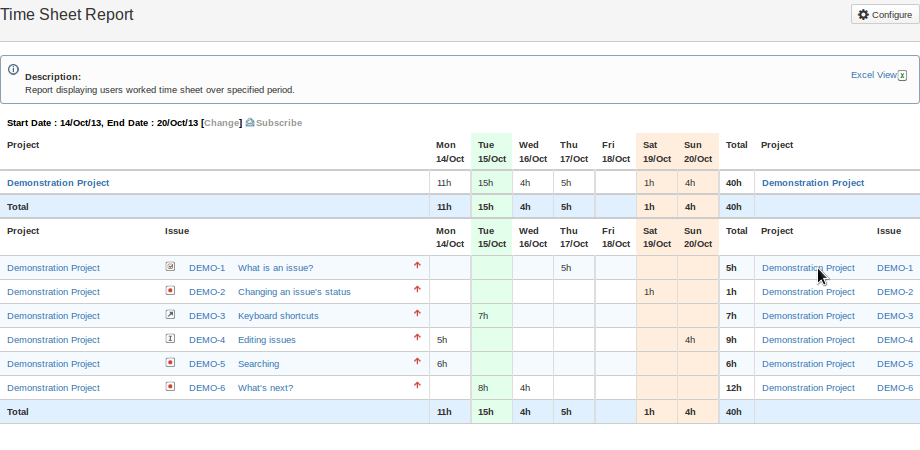 Time Sheet Report
Configure
Description:
Excel View
Report displaying users worked time sheet over specified period.
Start Date : 14/Oct/13, End Date : 20/Oct/13 [Change] Subscribe
Project Mon 14/Oct Tue 15/Oct Wed 16/Oct Thu 17/Oct Fri 18/Oct Sat 19/Oct Sun 20/Oct Total Project
Demonstration Project 11h 15h 4h 5h 1h 4h 40h Demonstration Project
Total 11h 15h 4h 5h 1h 4h 40h
Project Issue Mon 14/Oct Tue 15/Oct Wed 16/Oct Thu 17/Oct Fri 18/Oct Sat 19/Oct Sun 20/Oct Total Project Issue
Demonstration Project DEMO-1 What is an issue? 5h 5h Demonstration Project DEMO-1
Demonstration Project DEMO-2 Changing an issue's status 1h 1h Demonstration Project DEMO-2
Demonstration Project DEMO-3 Keyboard shortcuts 7h 7h Demonstration Project DEMO-3
Demonstration Project DEMO-4 Editing issues 5h 4h 9h Demonstration Project DEMO-4
Demonstration Project DEMO-5 Searching 6h 6h Demonstration Project DEMO-5
Demonstration Project DEMO-6 What's next? 8h 4h 12h Demonstration Project DEMO-6
Total 11h 15h 4h 5h 1h 4h 40h